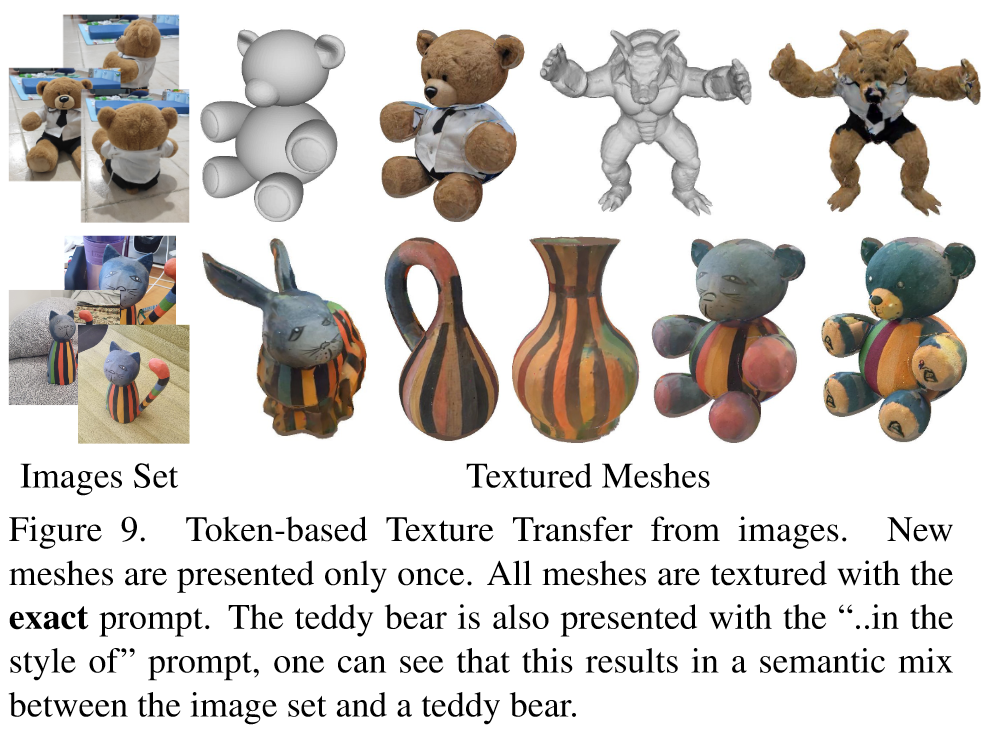 Images Set
Textured Meshes
Figure 9. Token-based Texture Transfer from images. New
meshes are presented only once. All meshes are textured with the
exact prompt. The teddy bear is also presented with the “..in the
style of” prompt, one can see that this results in a semantic mix
between the image set and a teddy bear.